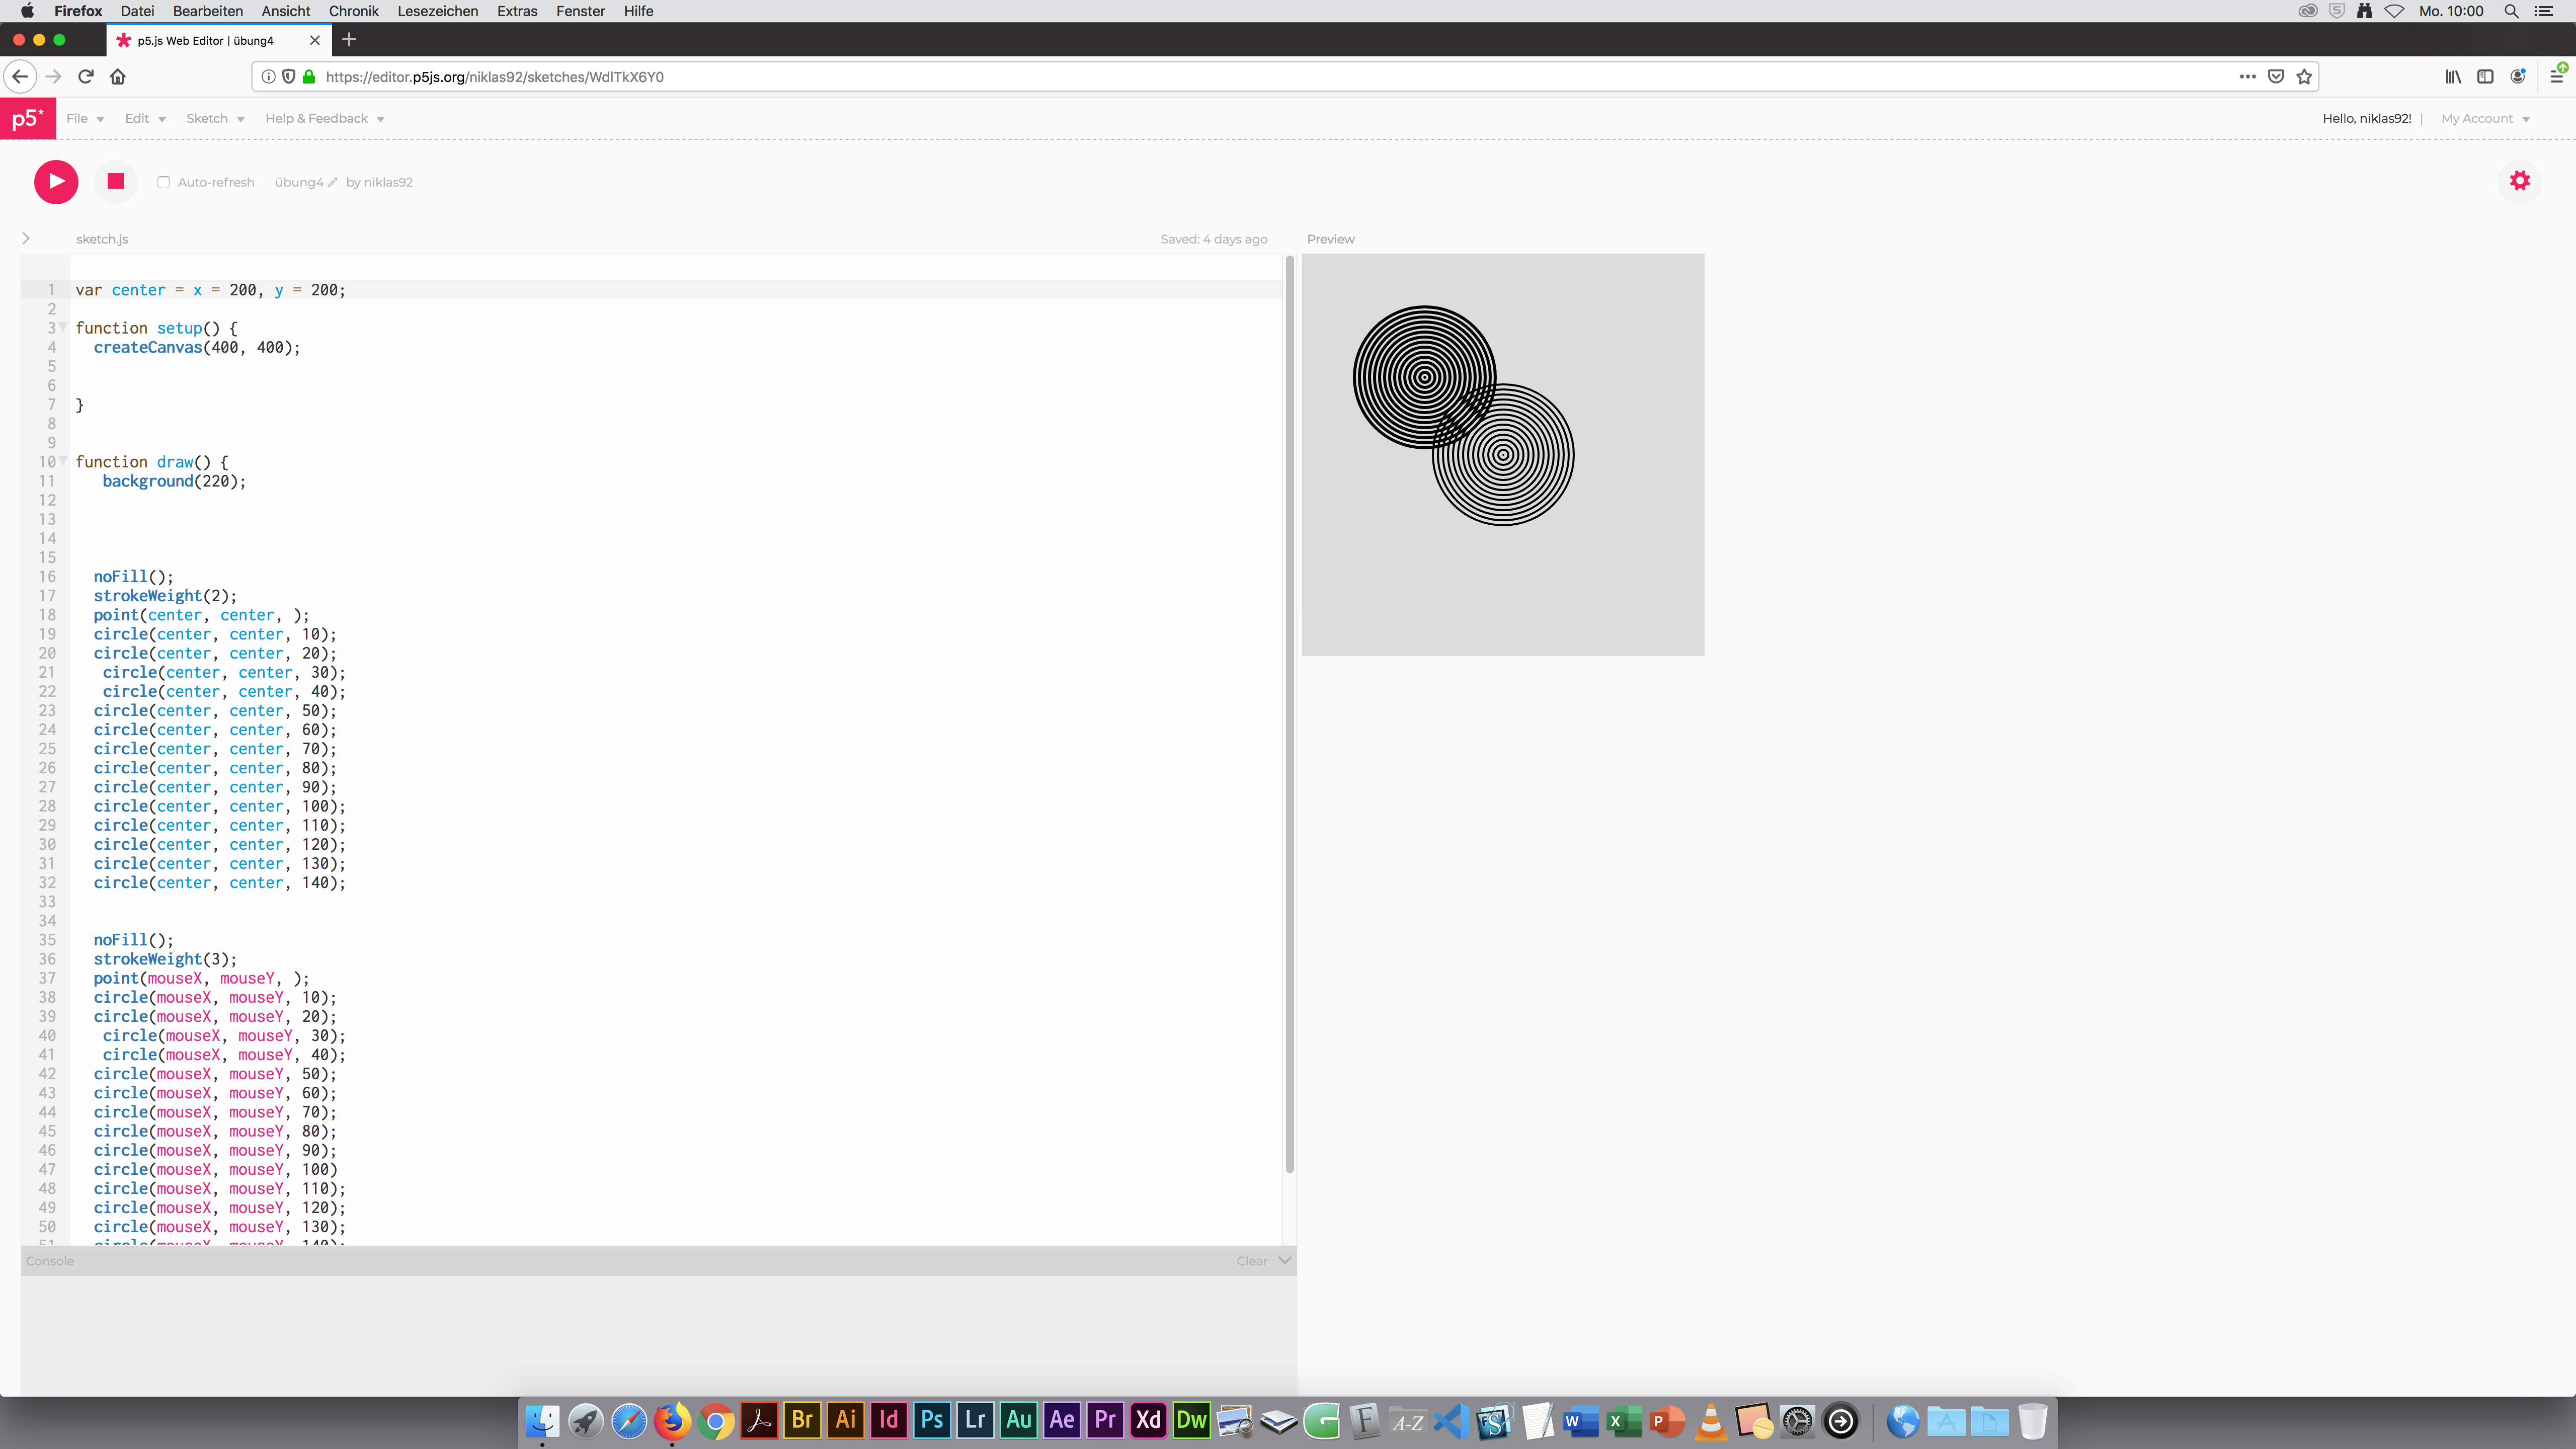 Firefox Datei Bearbeiten Ansicht Chronik Lesezeichen Extras Fenster Hilfe Mo. 10:00
p5.js Web Editor | übung4
https://editor.p5js.org/niklas92/sketches/WdlTkX6Y0
p5* File Edit Sketch Help & Feedback Hello, niklas92! | My Account
Auto-refresh übung4 by niklas92
sketch.js Saved: 4 days ago Preview
1 var center = x = 200, y = 200;
2
3 function setup() {
4 createCanvas(400, 400);
5
6
7 }
8
9
10 function draw() {
11 background(220);
12
13
14
15
16 noFill();
17 strokeWeight(2);
18 point(center, center, );
19 circle(center, center, 10);
20 circle(center, center, 20);
21 circle(center, center, 30);
22 circle(center, center, 40);
23 circle(center, center, 50);
24 circle(center, center, 60);
25 circle(center, center, 70);
26 circle(center, center, 80);
27 circle(center, center, 90);
28 circle(center, center, 100);
29 circle(center, center, 110);
30 circle(center, center, 120);
31 circle(center, center, 130);
32 circle(center, center, 140);
33
34
35 noFill();
36 strokeWeight(3);
37 point(mouseX, mouseY, );
38 circle(mouseX, mouseY, 10);
39 circle(mouseX, mouseY, 20);
40 circle(mouseX, mouseY, 30);
41 circle(mouseX, mouseY, 40);
42 circle(mouseX, mouseY, 50);
43 circle(mouseX, mouseY, 60);
44 circle(mouseX, mouseY, 70);
45 circle(mouseX, mouseY, 80);
46 circle(mouseX, mouseY, 90);
47 circle(mouseX, mouseY, 100)
48 circle(mouseX, mouseY, 110);
49 circle(mouseX, mouseY, 120);
50 circle(mouseX, mouseY, 130);
51 circle(mouseX, mouseY, 140);
Console Clear
Br Ai Id Ps Lr Au Ae Pr Xd Dw G F A-Z FS W X P